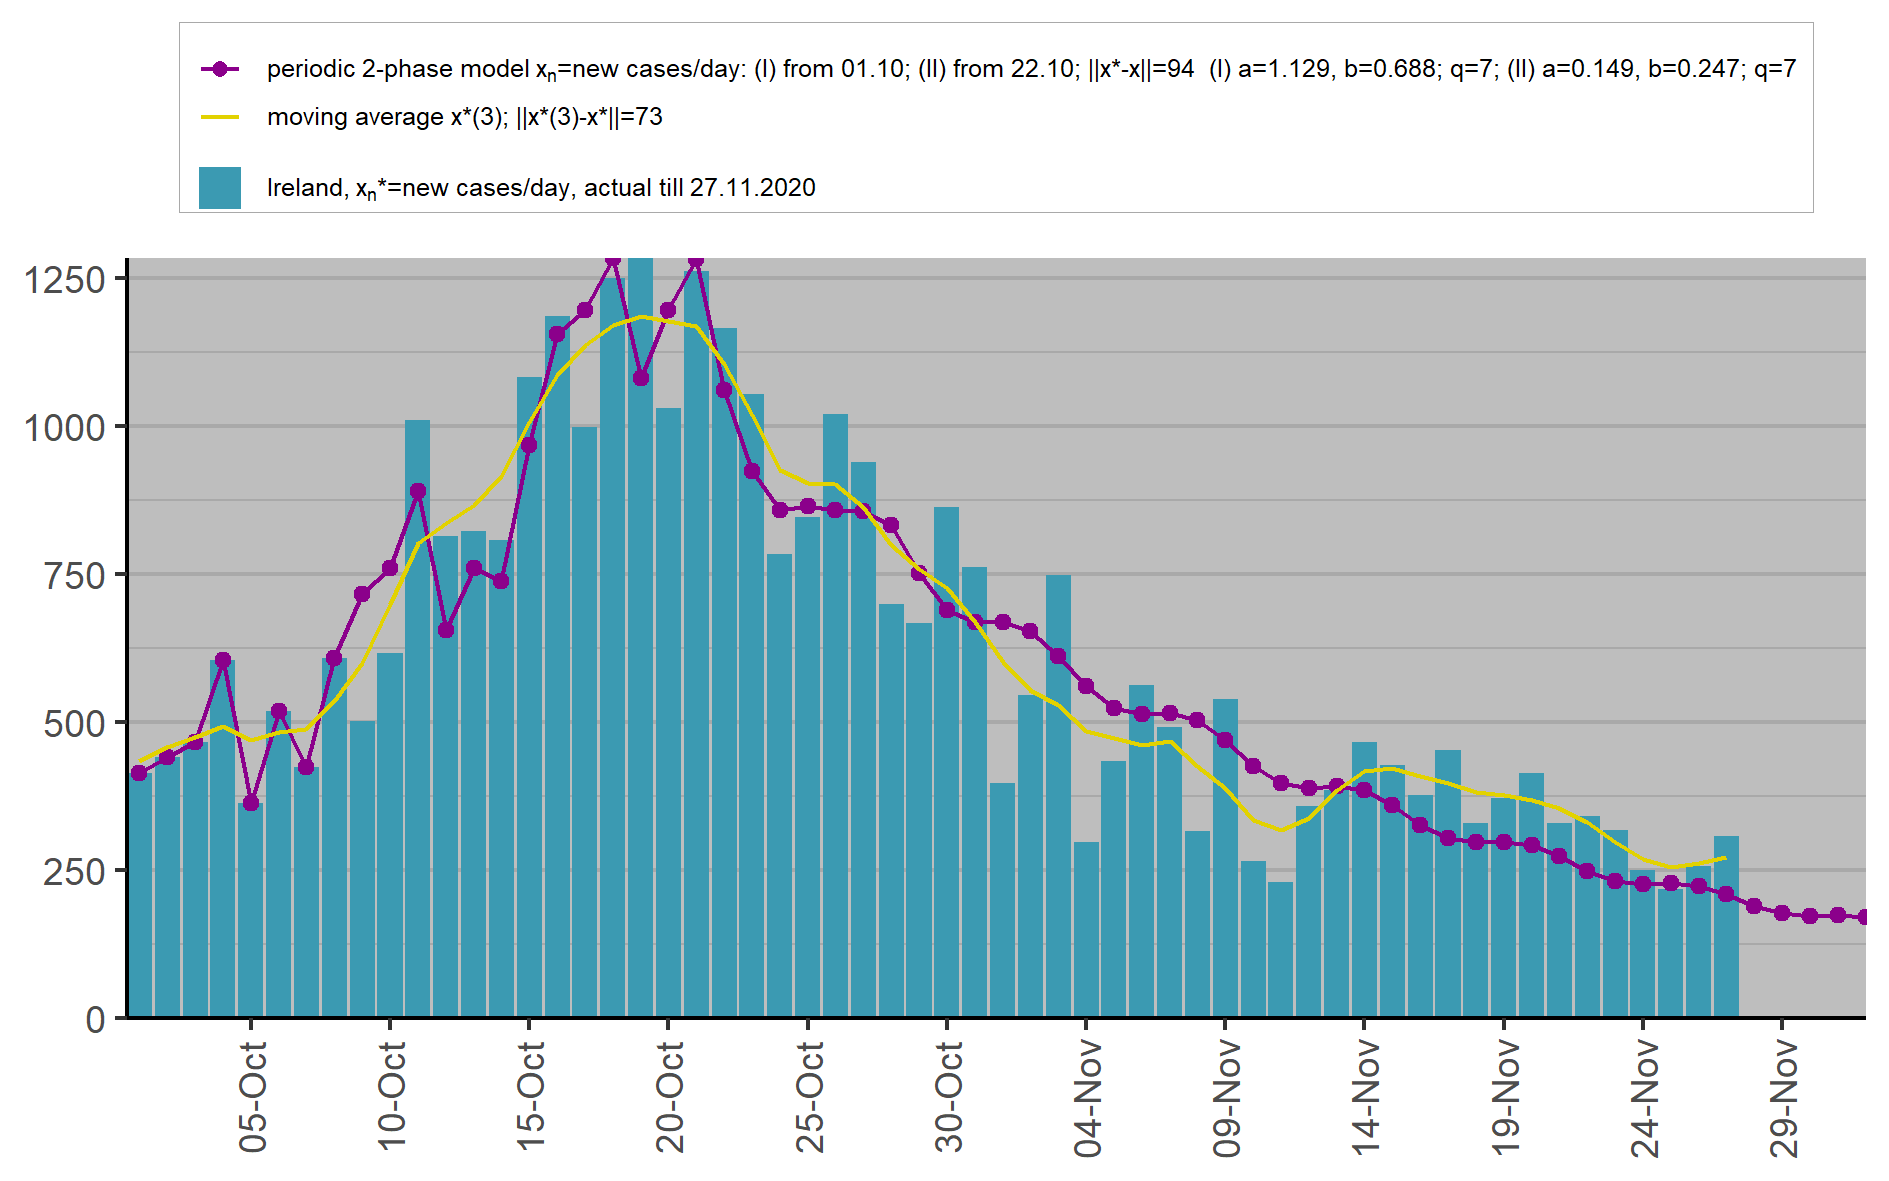 periodic 2-phase model xn=new cases/day: (I) from 01.10; (II) from 22.10; ||x*-x||=94  (I) a=1.129, b=0.688; q=7; (II) a=0.149, b=0.247; q=7
moving average x*(3); ||x*(3)-x*||=73
Ireland, xn*=new cases/day, actual till 27.11.2020
1250
1000
750
500
250
0
05-Oct
10-Oct
15-Oct
20-Oct
25-Oct
30-Oct
04-Nov
09-Nov
14-Nov
19-Nov
24-Nov
29-Nov